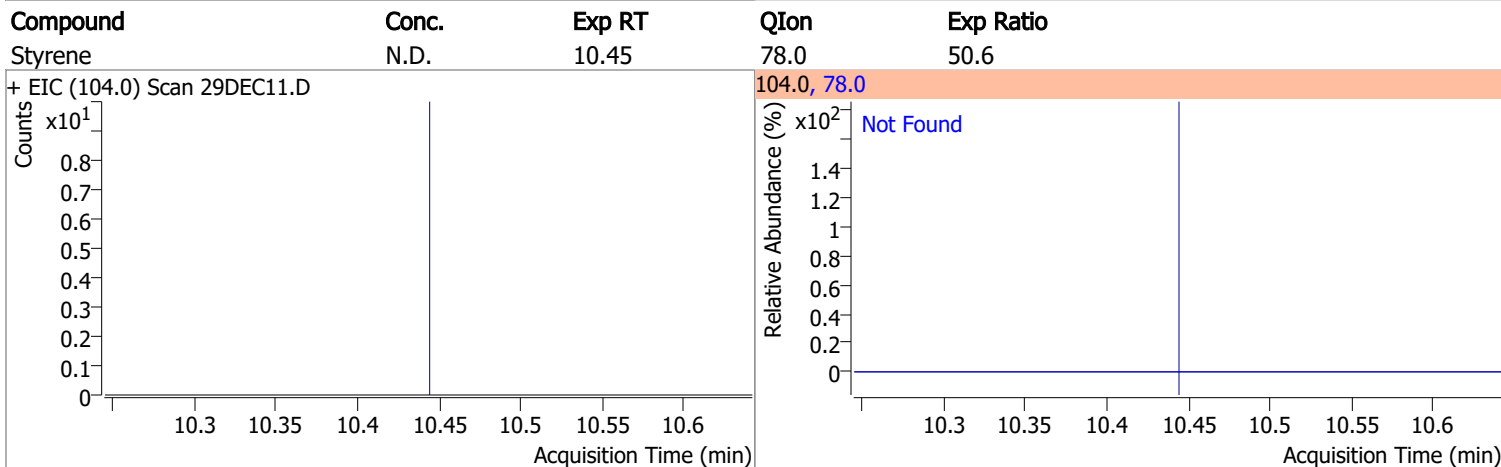 Compound Conc. Exp RT QIon Exp Ratio
Styrene N.D. 10.45 78.0 50.6
+ EIC (104.0) Scan 29DEC11.D
Counts
x10¹
0.8
0.7
0.6
0.5
0.4
0.3
0.2
0.1
0
10.3 10.35 10.4 10.45 10.5 10.55 10.6
Acquisition Time (min)
104.0, 78.0
Relative Abundance (%)
x10²
Not Found
1.4
1.2
1
0.8
0.6
0.4
0.2
0
10.3 10.35 10.4 10.45 10.5 10.55 10.6
Acquisition Time (min)